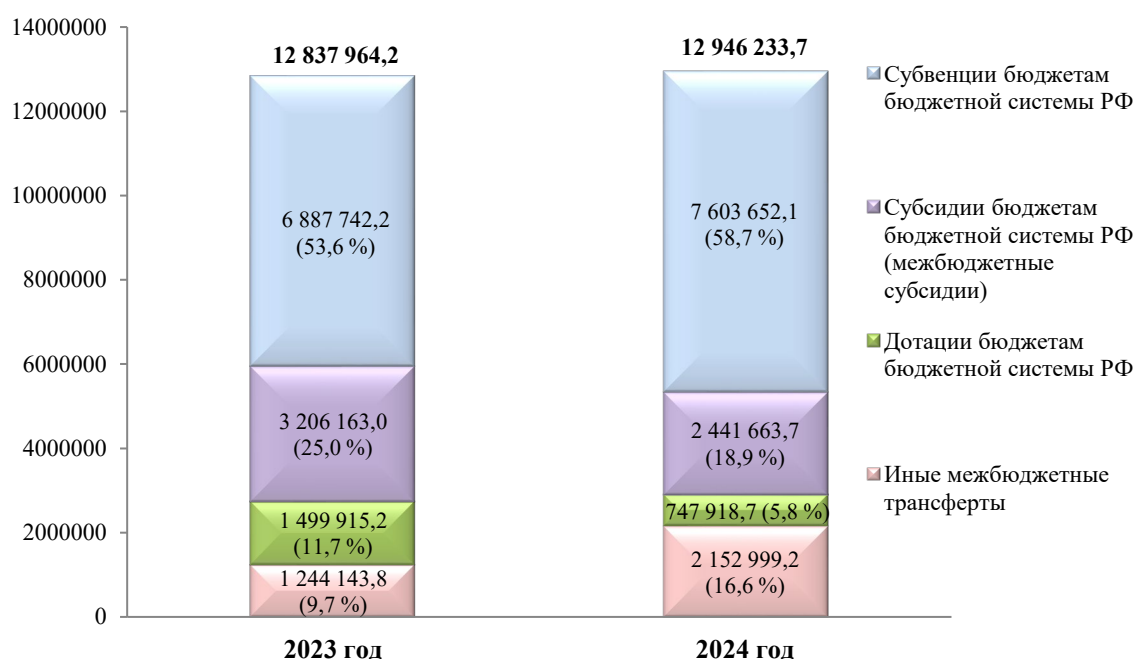 14000000
12000000
10000000
8000000
6000000
4000000
2000000
0
12 837 964,2
6 887 742,2
(53,6 %)
3 206 163,0
(25,0 %)
1 499 915,2
(11,7 %)
1 244 143,8
(9,7 %)
2023 год
12 946 233,7
7 603 652,1
(58,7 %)
2 441 663,7
(18,9 %)
747 918,7 (5,8 %)
2 152 999,2
(16,6 %)
2024 год
Субвенции бюджетам
бюджетной системы РФ
Субсидии бюджетам
бюджетной системы РФ
(межбюджетные
субсидии)
Дотации бюджетам
бюджетной системы РФ
Иные межбюджетные
трансферты